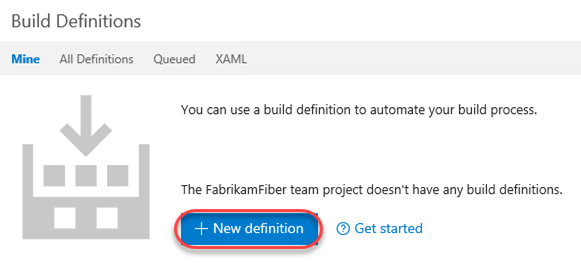 Build Definitions
Mine All Definitions Queued XAML
You can use a build definition to automate your build process.
The FabrikamFiber team project doesn't have any build definitions.
+ New definition ? Get started